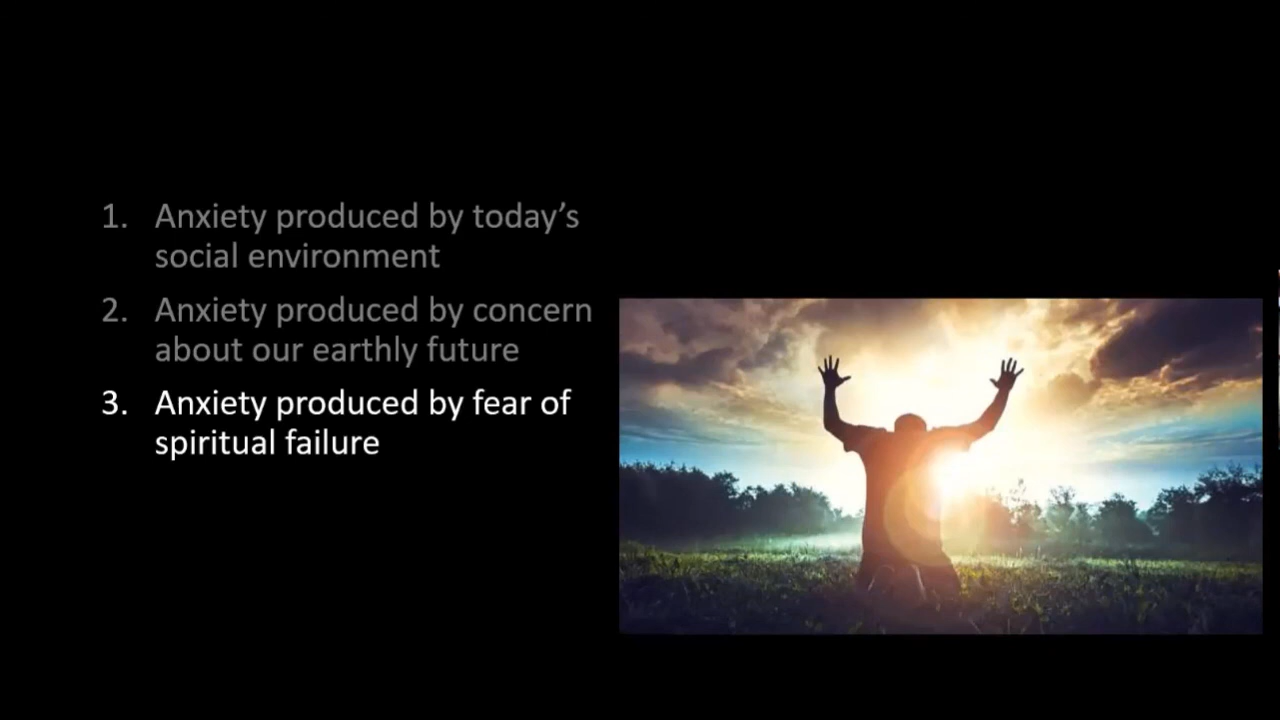 1. Anxiety produced by today’s
social environment
2. Anxiety produced by concern
about our earthly future
3. Anxiety produced by fear of
spiritual failure